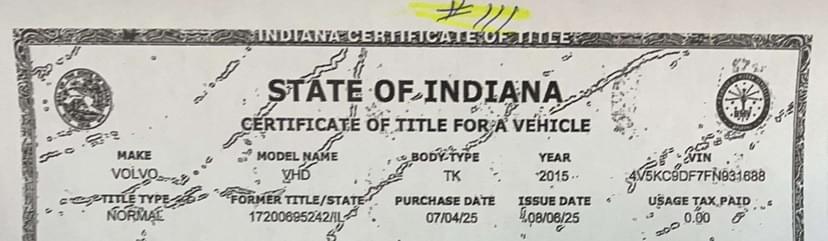 #111
INDIANA CERTIFICATE OF TITLE
STATE OF INDIANA
CERTIFICATE OF TITLE FOR A VEHICLE
MAKE MODEL NAME BODY TYPE YEAR VIN
VOLVO VHD TK 2015 4V5KC9DF7FN931688
TITLE TYPE FORMER TITLE/STATE PURCHASE DATE ISSUE DATE USAGE TAX PAID
NORMAL 17200695242/IL 07/04/25 08/06/25 0.00